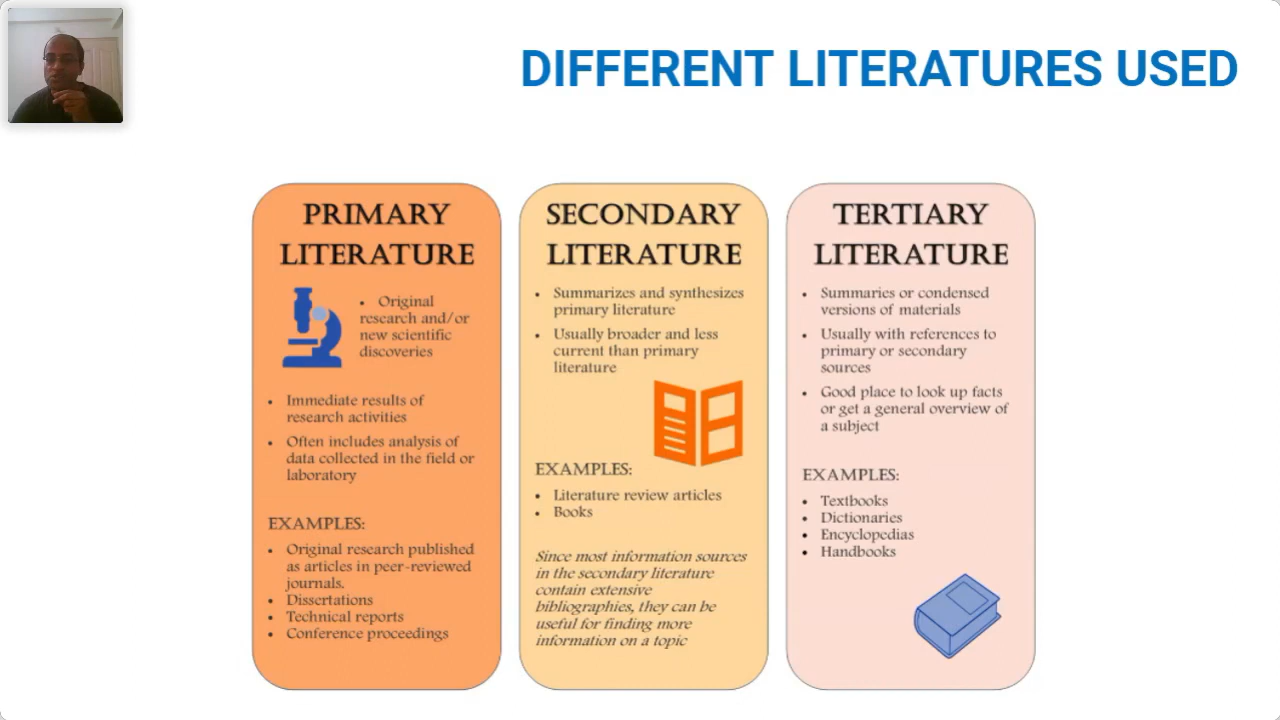 DIFFERENT LITERATURES USED
PRIMARY
LITERATURE
• Original
research and/or
new scientific
discoveries
• Immediate results of
research activities
• Often includes analysis of
data collected in the field or
laboratory
EXAMPLES:
• Original research published
as articles in peer-reviewed
journals.
• Dissertations
• Technical reports
• Conference proceedings
SECONDARY
LITERATURE
• Summarizes and synthesizes
primary literature
• Usually broader and less
current than primary
literature
EXAMPLES:
• Literature review articles
• Books
Since most information sources
in the secondary literature
contain extensive
bibliographies, they can be
useful for finding more
information on a topic
TERTIARY
LITERATURE
• Summaries or condensed
versions of materials
• Usually with references to
primary or secondary
sources
• Good place to look up facts
or get a general overview of
a subject
EXAMPLES:
• Textbooks
• Dictionaries
• Encyclopedias
• Handbooks